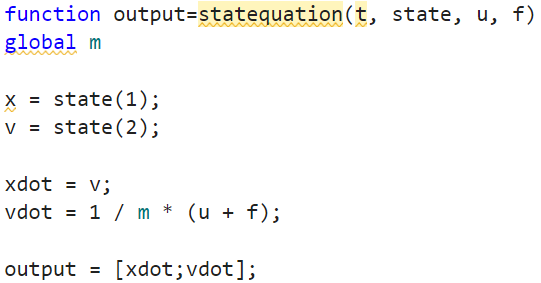 function output=statequation(t, state, u, f)
global m
x = state(1);
v = state(2);
xdot = v;
vdot = 1 / m * (u + f);
output = [xdot;vdot];